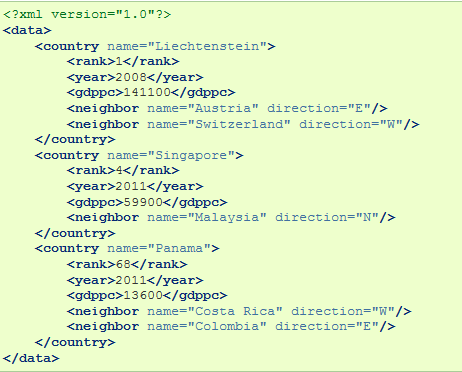 <?xml version="1.0"?>
<data>
    <country name="Liechtenstein">
        <rank>1</rank>
        <year>2008</year>
        <gdppc>141100</gdppc>
        <neighbor name="Austria" direction="E"/>
        <neighbor name="Switzerland" direction="W"/>
    </country>
    <country name="Singapore">
        <rank>4</rank>
        <year>2011</year>
        <gdppc>59900</gdppc>
        <neighbor name="Malaysia" direction="N"/>
    </country>
    <country name="Panama">
        <rank>68</rank>
        <year>2011</year>
        <gdppc>13600</gdppc>
        <neighbor name="Costa Rica" direction="W"/>
        <neighbor name="Colombia" direction="E"/>
    </country>
</data>